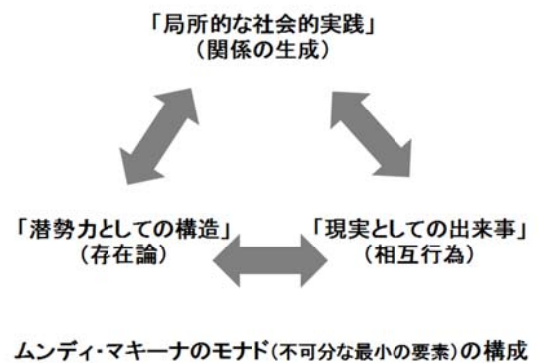 「局所的な社会的実践」
（関係の生成）
「潜勢力としての構造」
（存在論）
「現実としての出来事」
（相互行為）
ムンディ・マキーナのモナド（不可分な最小の要素）の構成